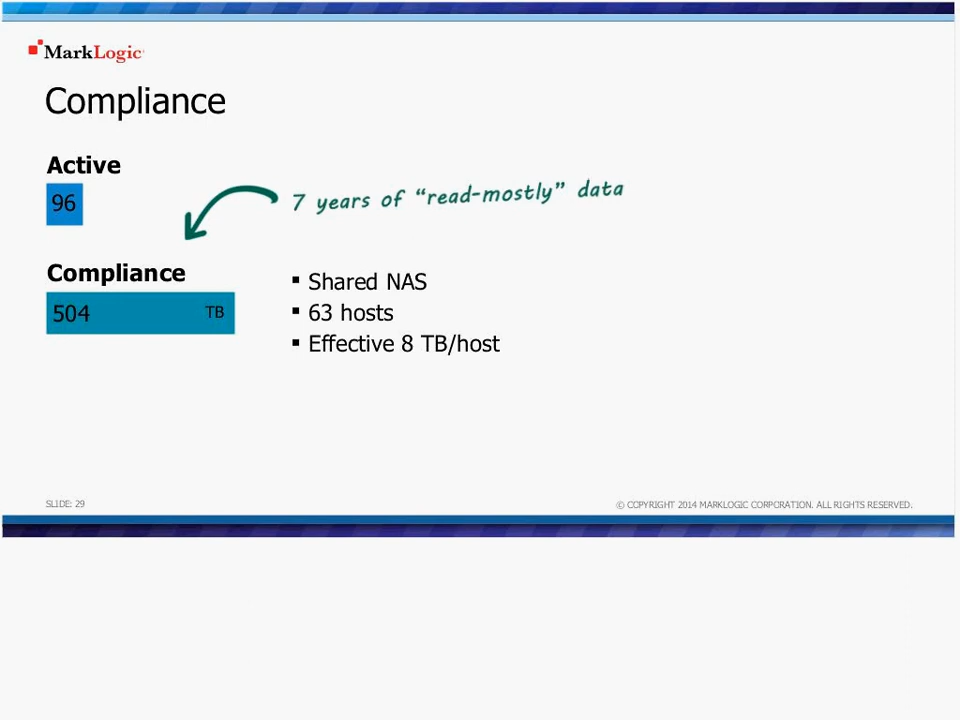 MarkLogic
Compliance
Active
96
7 years of “read-mostly” data
Compliance
504 TB
▪ Shared NAS
▪ 63 hosts
▪ Effective 8 TB/host
SLIDE: 29
© COPYRIGHT 2014 MARKLOGIC CORPORATION. ALL RIGHTS RESERVED.